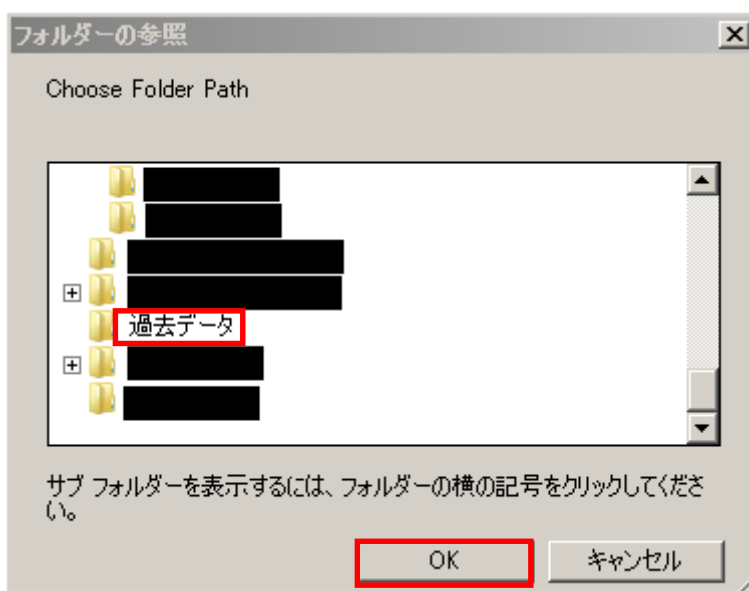 フォルダーの参照
Choose Folder Path
過去データ
サブ フォルダーを表示するには、フォルダーの横の記号をクリックしてくださ
い。
OK キャンセル